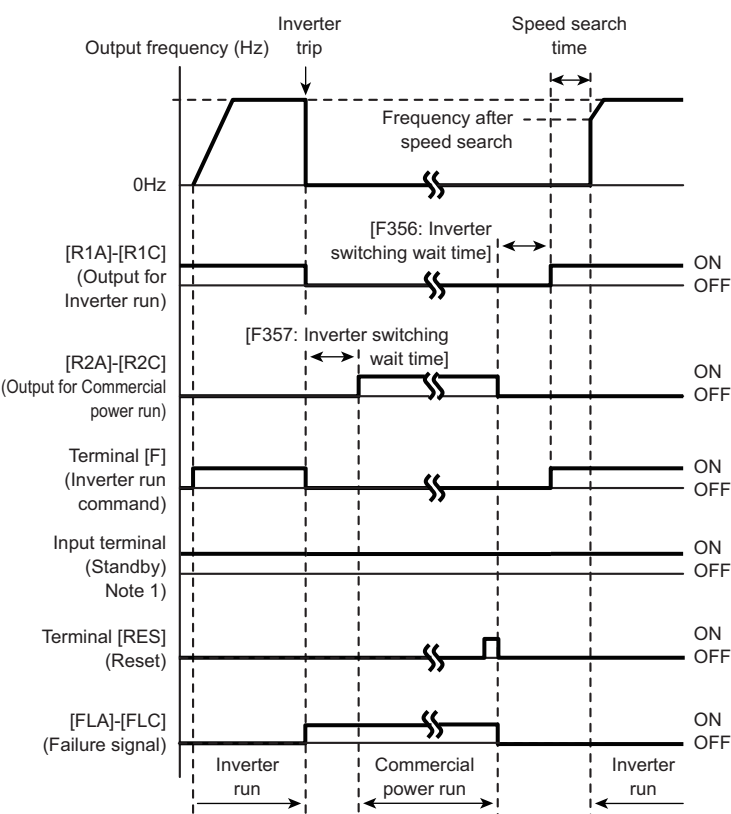 Inverter
trip
Speed search
time
Output frequency (Hz)
Frequency after
speed search
0Hz
[F356: Inverter
switching wait time]
[R1A]-[R1C]
(Output for
Inverter run)
ON
OFF
[F357: Inverter switching
wait time]
[R2A]-[R2C]
(Output for Commercial
power run)
ON
OFF
Terminal [F]
(Inverter run
command)
ON
OFF
Input terminal
(Standby)
Note 1)
ON
OFF
Terminal [RES]
(Reset)
ON
OFF
[FLA]-[FLC]
(Failure signal)
ON
OFF
Inverter
run
Commercial
power run
Inverter
run